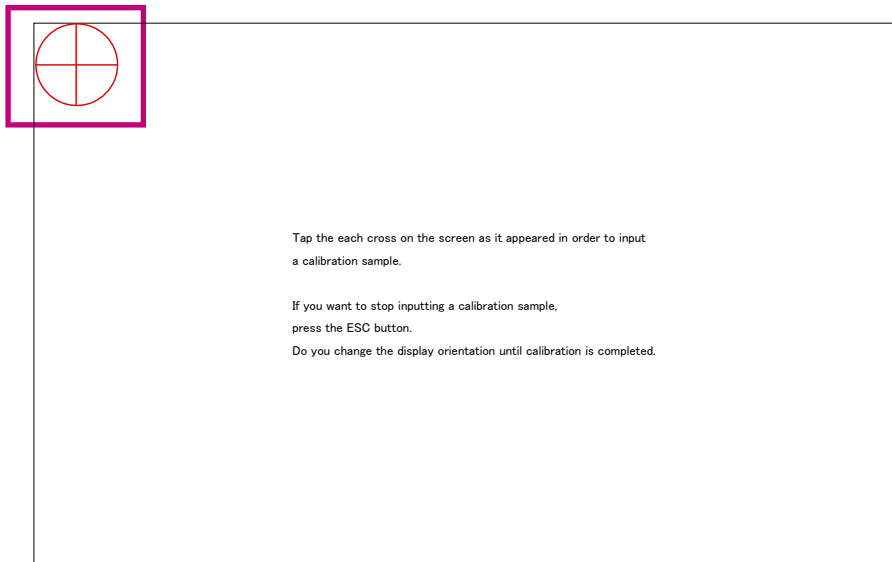 Tap the each cross on the screen as it appeared in order to input
a calibration sample.
If you want to stop inputting a calibration sample,
press the ESC button.
Do you change the display orientation until calibration is completed.